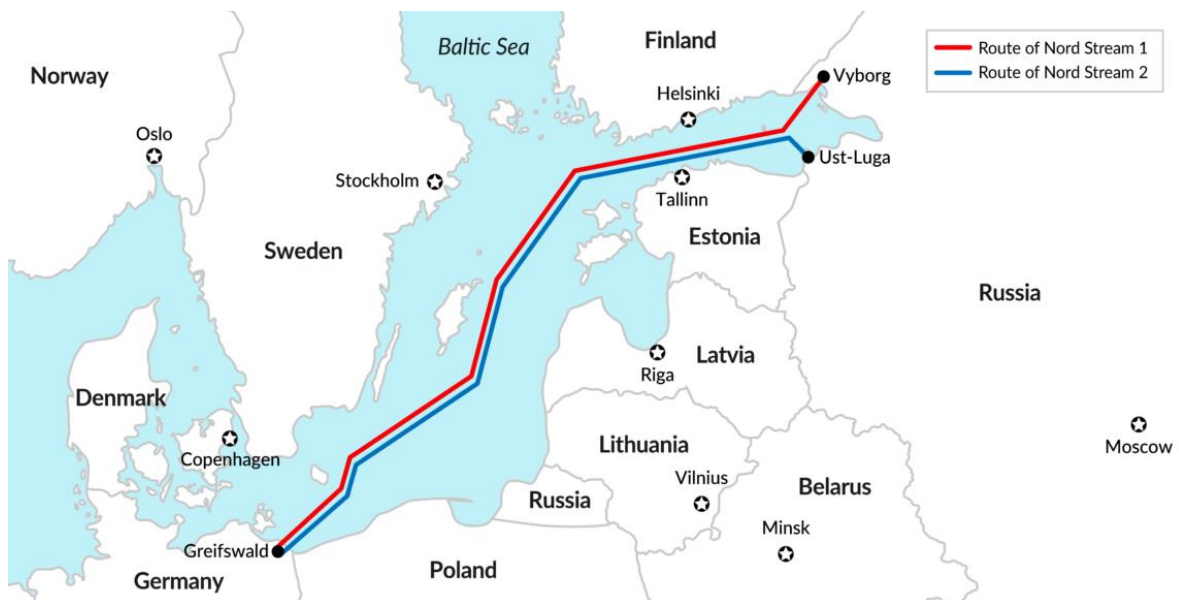 Baltic Sea
Finland
Route of Nord Stream 1
Route of Nord Stream 2
Norway
Vyborg
Helsinki
Oslo
Ust-Luga
Stockholm
Tallinn
Estonia
Sweden
Russia
Riga
Latvia
Denmark
Moscow
Copenhagen
Lithuania
Vilnius
Belarus
Russia
Minsk
Greifswald
Germany
Poland